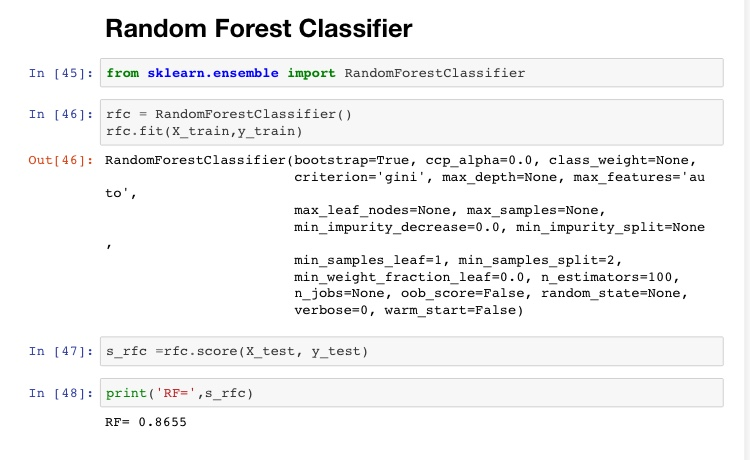 Random Forest Classifier
In [45]: from sklearn.ensemble import RandomForestClassifier
In [46]: rfc = RandomForestClassifier()
rfc.fit(X_train,y_train)
Out[46]: RandomForestClassifier(bootstrap=True, ccp_alpha=0.0, class_weight=None,
criterion='gini', max_depth=None, max_features='au
to',
max_leaf_nodes=None, max_samples=None,
min_impurity_decrease=0.0, min_impurity_split=None
,
min_samples_leaf=1, min_samples_split=2,
min_weight_fraction_leaf=0.0, n_estimators=100,
n_jobs=None, oob_score=False, random_state=None,
verbose=0, warm_start=False)
In [47]: s_rfc =rfc.score(X_test, y_test)
In [48]: print('RF=',s_rfc)
RF= 0.8655